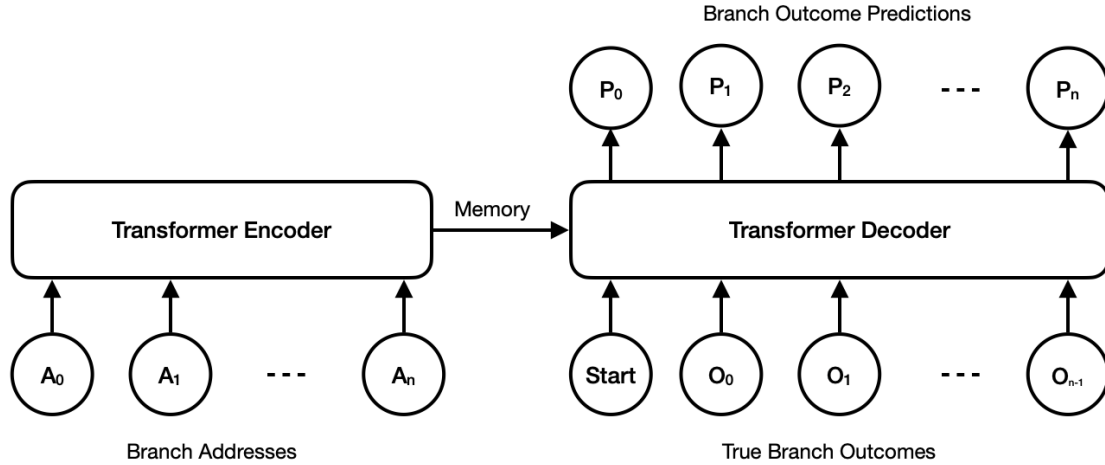 Branch Outcome Predictions
P₀ P₁ P₂ --- Pₙ
Transformer Encoder Memory Transformer Decoder
A₀ A₁ --- Aₙ Start O₀ O₁ --- Oₙ₋₁
Branch Addresses True Branch Outcomes